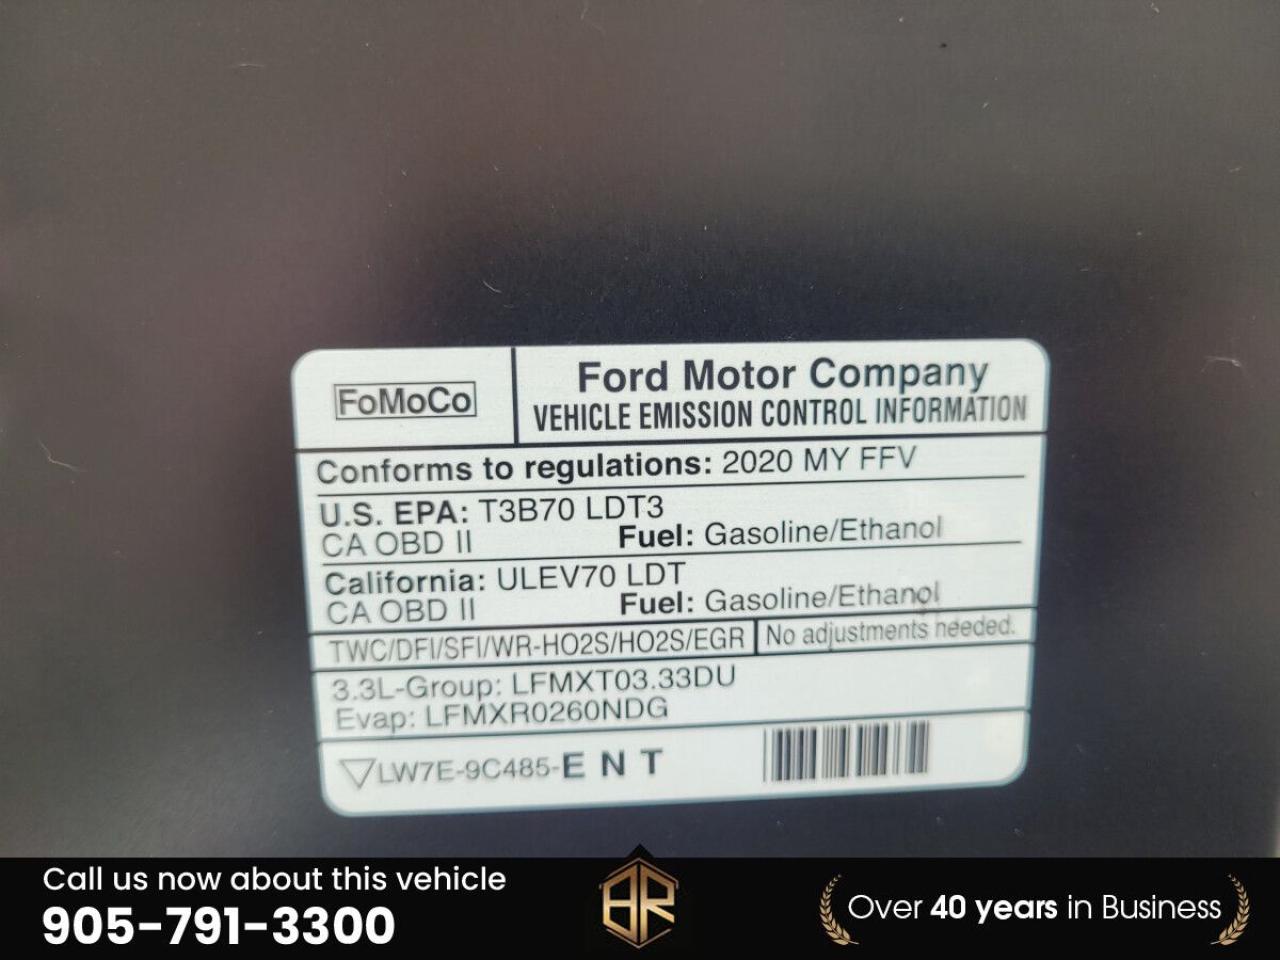 FoMoCo
Ford Motor Company
VEHICLE EMISSION CONTROL INFORMATION
Conforms to regulations: 2020 MY FFV
U.S. EPA: T3B70 LDT3
CA OBD II Fuel: Gasoline/Ethanol
California: ULEV70 LDT
CA OBD II Fuel: Gasoline/Ethanol
TWC/DFI/SFI/WR-HO2S/HO2S/EGR No adjustments needed.
3.3L-Group: LFMXT03.33DU
Evap: LFMXR0260NDG
LW7E-9C485-ENT
Call us now about this vehicle
905-791-3300
BR
Over 40 years in Business